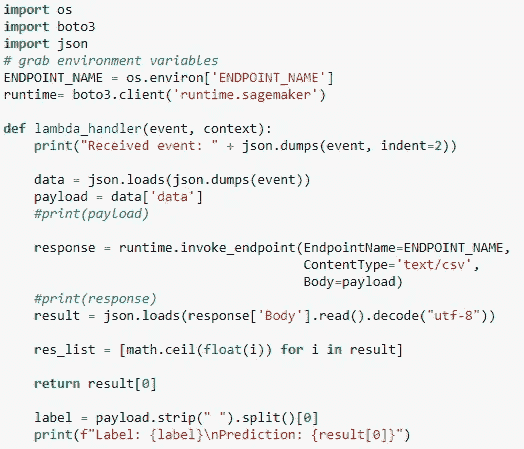 import os
import boto3
import json
# grab environment variables
ENDPOINT_NAME = os.environ['ENDPOINT_NAME']
runtime= boto3.client('runtime.sagemaker')

def lambda_handler(event, context):
    print("Received event: " + json.dumps(event, indent=2))

    data = json.loads(json.dumps(event))
    payload = data['data']
    #print(payload)

    response = runtime.invoke_endpoint(EndpointName=ENDPOINT_NAME,
                                       ContentType='text/csv',
                                       Body=payload)
    #print(response)
    result = json.loads(response['Body'].read().decode("utf-8"))

    res_list = [math.ceil(float(i)) for i in result]

    return result[0]

    label = payload.strip(" ").split()[0]
    print(f"Label: {label}\nPrediction: {result[0]}")